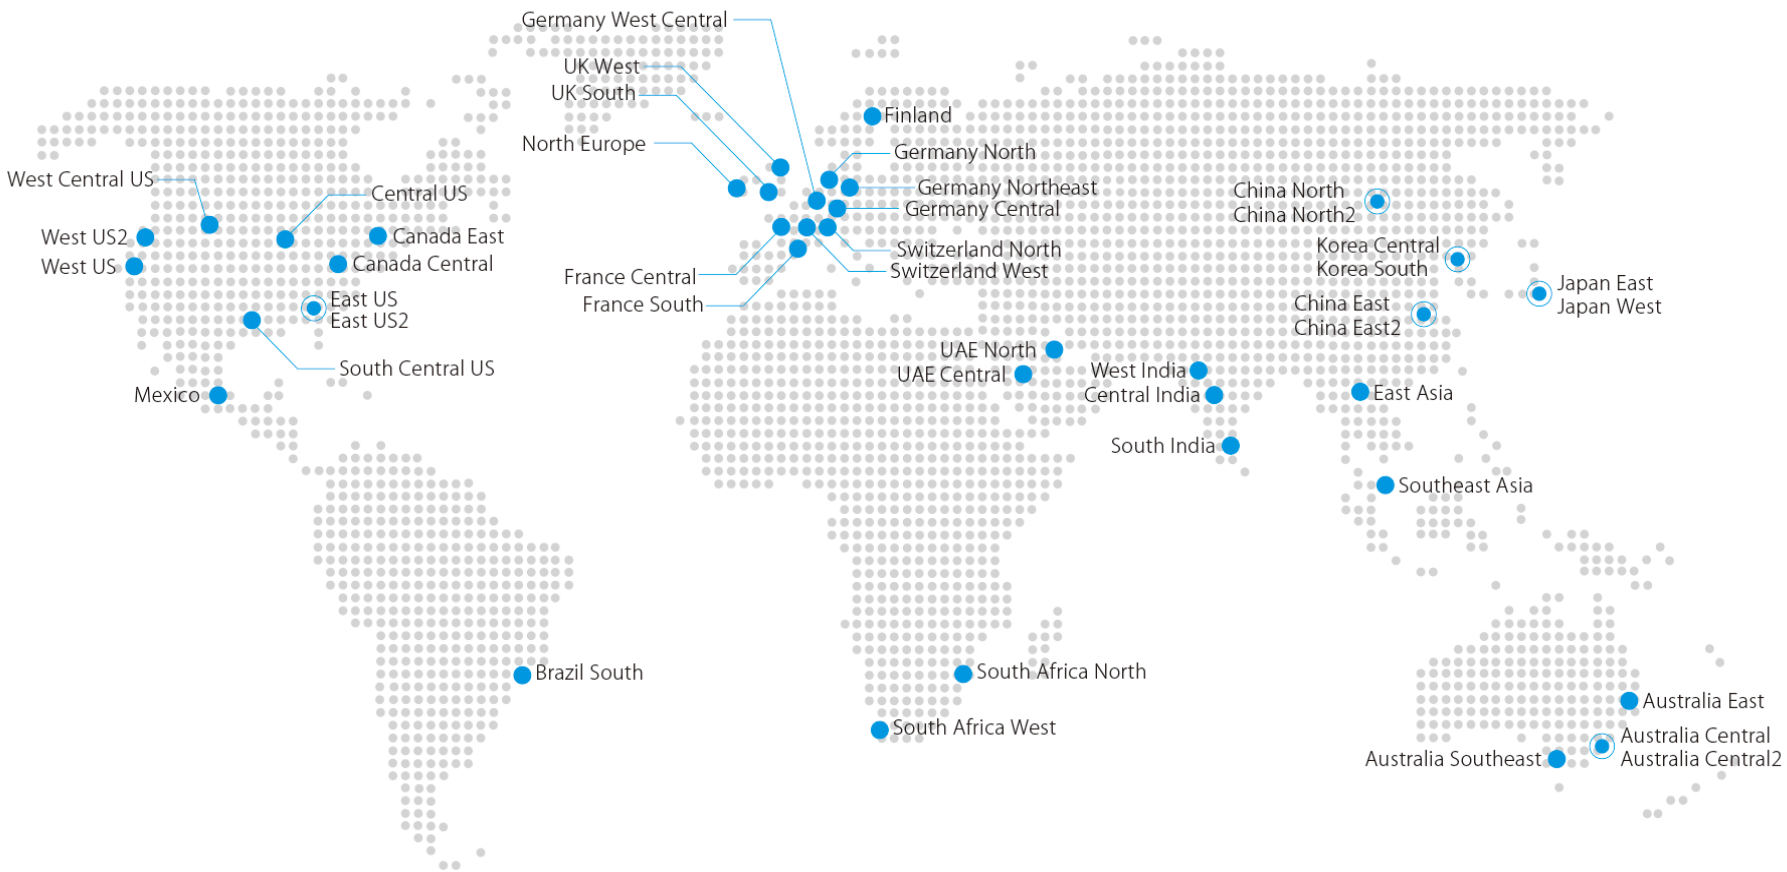 Germany West Central
UK West
UK South
North Europe
Finland
Germany North
Germany Northeast
Germany Central
Switzerland North
Switzerland West
France Central
France South
West Central US
Central US
West US2
West US
Canada East
Canada Central
East US
East US2
South Central US
Mexico
Brazil South
UAE North
UAE Central
West India
Central India
South India
China North
China North2
Korea Central
Korea South
Japan East
Japan West
China East
China East2
East Asia
Southeast Asia
South Africa North
South Africa West
Australia East
Australia Central
Australia Central2
Australia Southeast